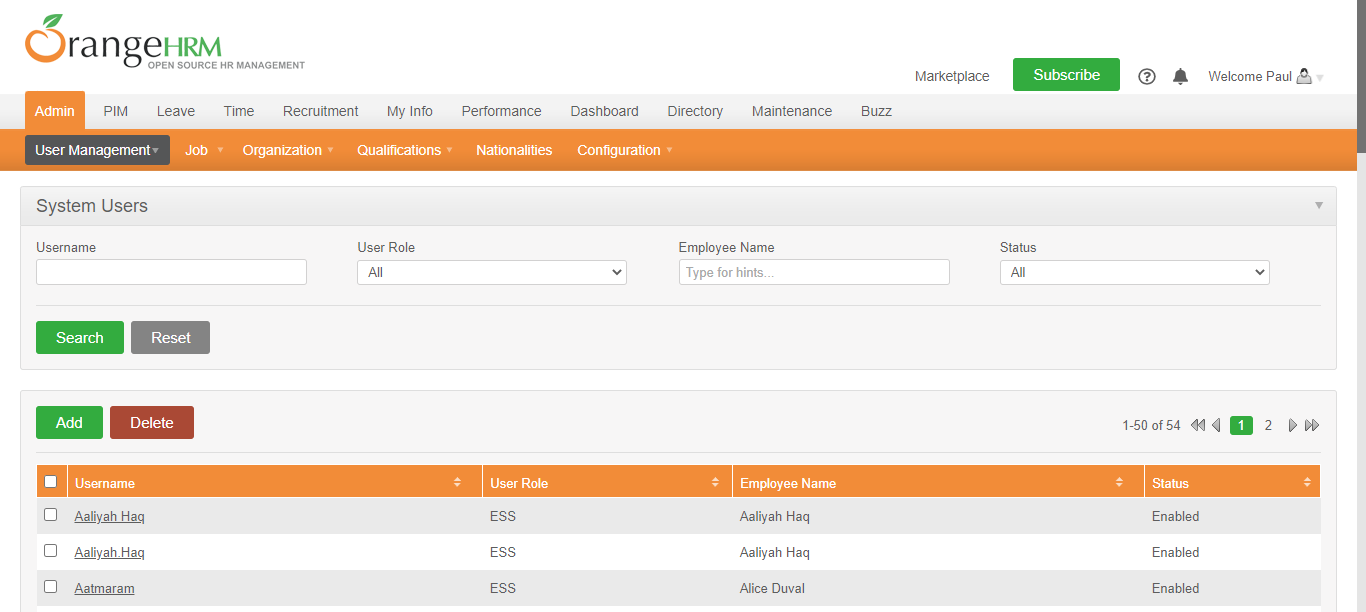 OrangeHRM
OPEN SOURCE HR MANAGEMENT
Marketplace Subscribe ? Welcome Paul
Admin PIM Leave Time Recruitment My Info Performance Dashboard Directory Maintenance Buzz
User Management Job Organization Qualifications Nationalities Configuration
System Users
Username User Role Employee Name Status
All Type for hints... All
Search Reset
Add Delete 1-50 of 54 1 2
Username User Role Employee Name Status
Aaliyah Haq ESS Aaliyah Haq Enabled
Aaliyah.Haq ESS Aaliyah Haq Enabled
Aatmaram ESS Alice Duval Enabled